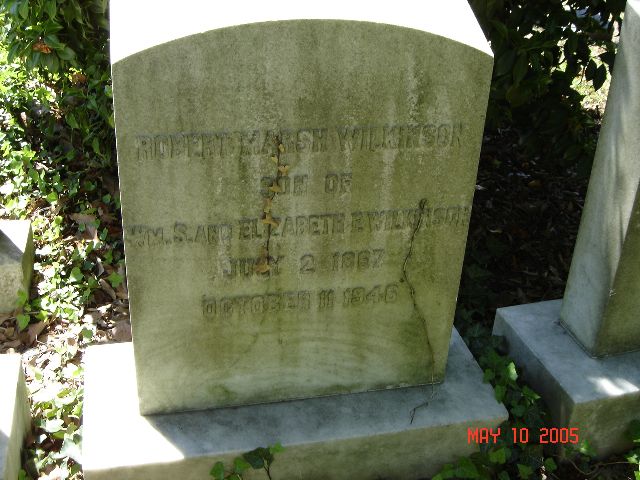 ROBERT MARSH WILKINSON
SON OF
WM. S. AND ELIZABETH E. WILKINSON
JULY 2 1867
OCTOBER 11 1946
MAY 10 2005